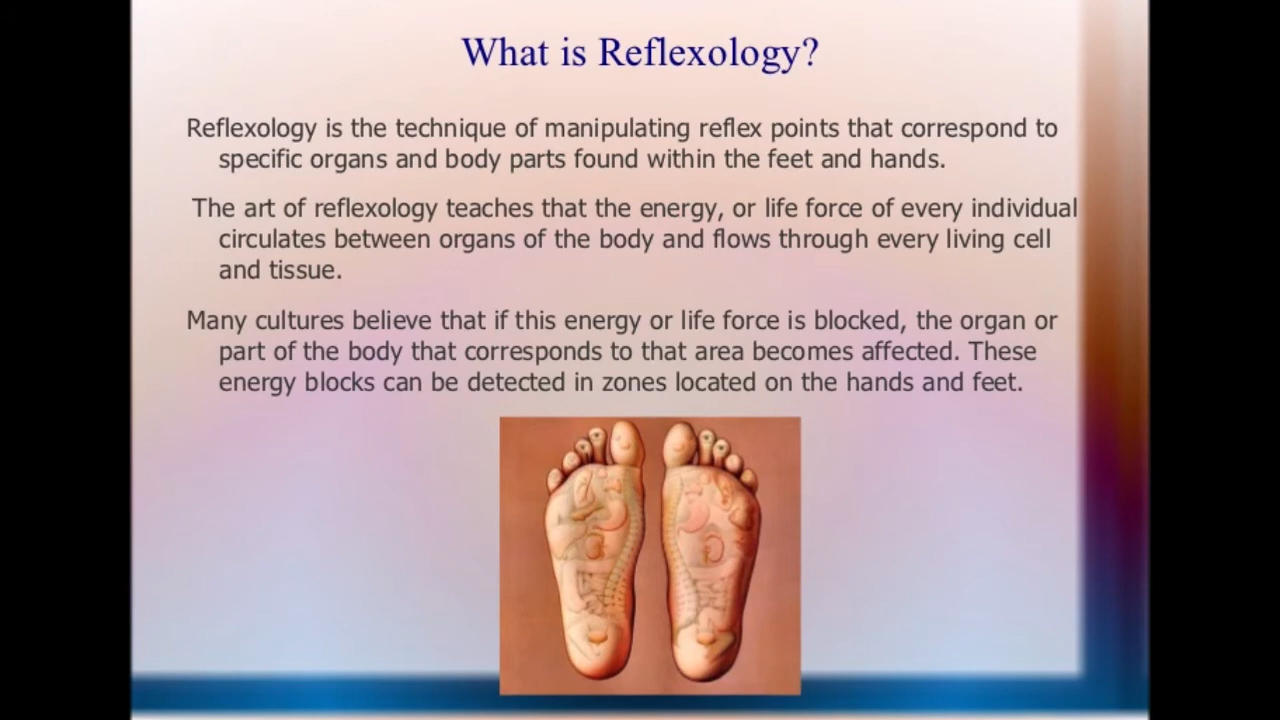 What is Reflexology?
Reflexology is the technique of manipulating reflex points that correspond to
specific organs and body parts found within the feet and hands.
The art of reflexology teaches that the energy, or life force of every individual
circulates between organs of the body and flows through every living cell
and tissue.
Many cultures believe that if this energy or life force is blocked, the organ or
part of the body that corresponds to that area becomes affected. These
energy blocks can be detected in zones located on the hands and feet.